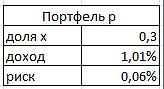 Портфель р
доля х 0,3
доход 1,01%
риск 0,06%